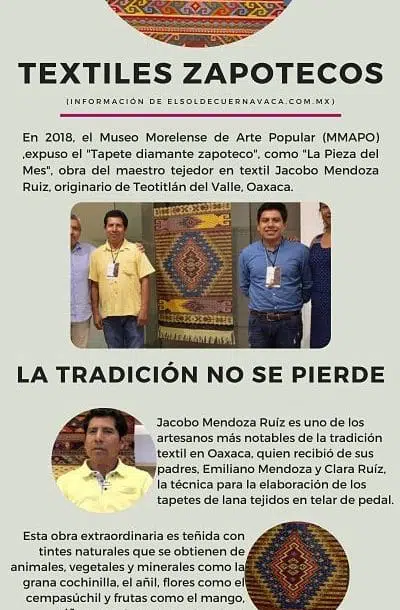 TEXTILES ZAPOTECOS
(INFORMACIÓN DE ELSOLDECUERNAVACA.COM.MX)
En 2018, el Museo Morelense de Arte Popular (MMAPO)
,expuso el "Tapete diamante zapoteco", como "La Pieza del
Mes", obra del maestro tejedor en textil Jacobo Mendoza
Ruiz, originario de Teotitlán del Valle, Oaxaca.
LA TRADICIÓN NO SE PIERDE
Jacobo Mendoza Ruíz es uno de los
artesanos más notables de la tradición
textil en Oaxaca, quien recibió de sus
padres, Emiliano Mendoza y Clara Ruíz,
la técnica para la elaboración de los
tapetes de lana tejidos en telar de pedal.
Esta obra extraordinaria es teñida con
tintes naturales que se obtienen de
animales, vegetales y minerales como la
grana cochinilla, el añil, flores como el
cempasúchil y frutas como el mango,